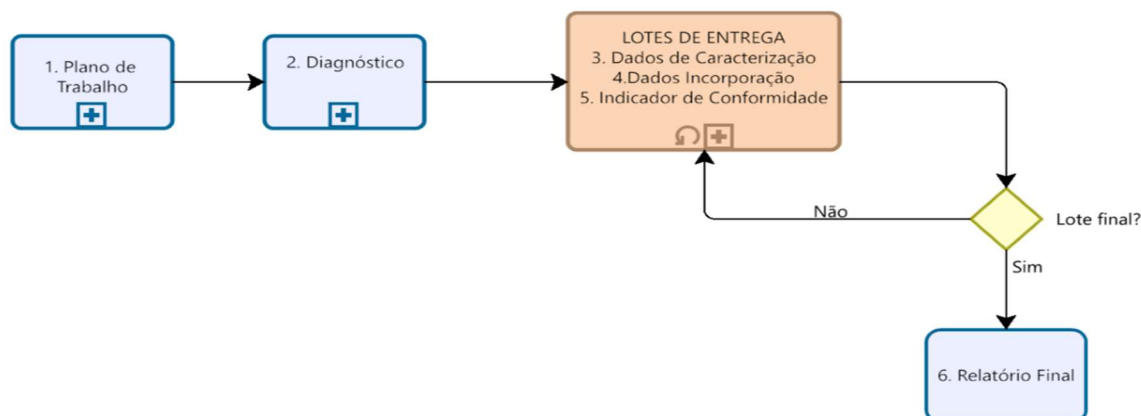 1. Plano de
Trabalho
2. Diagnóstico
LOTES DE ENTREGA
3. Dados de Caracterização
4.Dados Incorporação
5. Indicador de Conformidade
Não
Lote final?
Sim
6. Relatório Final